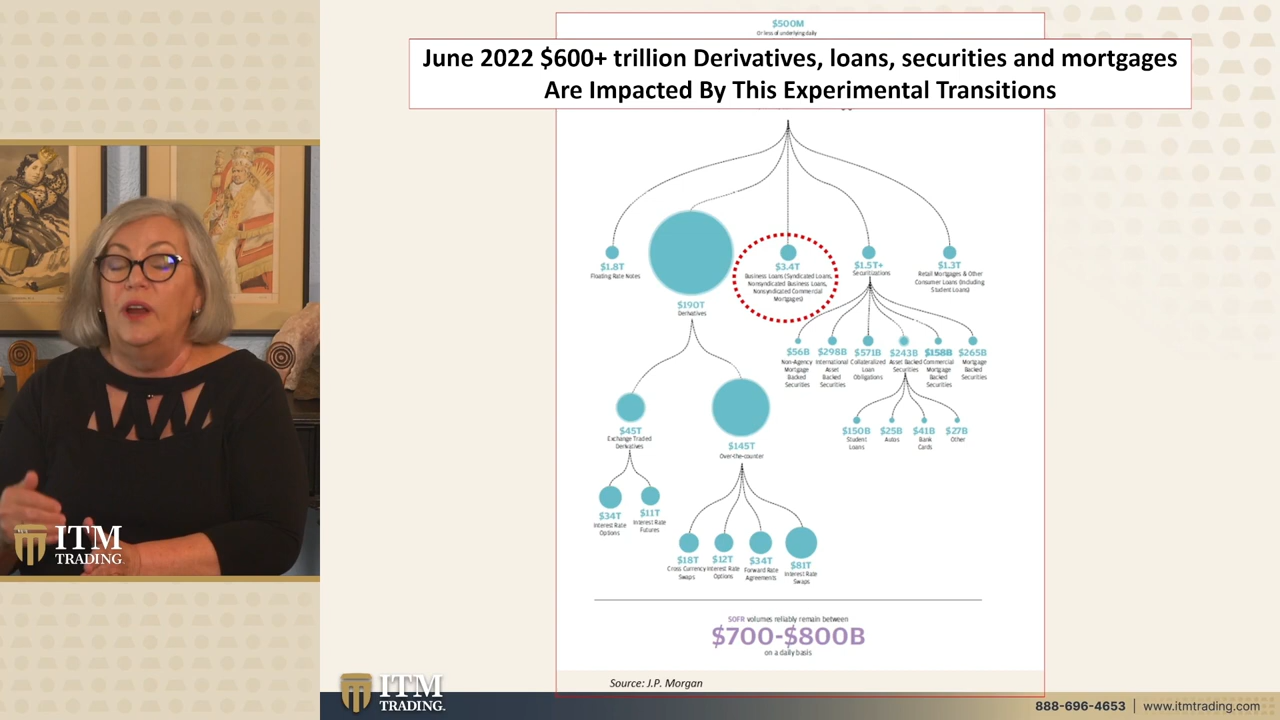 $500M
Or less of underlying daily
June 2022 $600+ trillion Derivatives, loans, securities and mortgages
Are Impacted By This Experimental Transitions
$1.8T
Floating Rate Notes
$190T
Derivatives
$3.4T
Business Loans (Syndicated Loans,
Nonsyndicated Business Loans,
Nonsyndicated Commercial
Mortgages)
$1.5T+
Securitizations
$1.3T
Retail Mortgages & Other
Consumer Loans (Including
Student Loans)
$56B
Non-Agency
Mortgage
Backed
Securities
$298B
International
Asset
Backed
Securities
$571B
Collateralized
Loan
Obligations
$243B
Asset Backed
Securities
$158B
Commercial
Mortgage
Backed
Securities
$265B
Mortgage
Backed
Securities
$45T
Exchange Traded
Derivatives
$145T
Over-the-counter
$150B
Student
Loans
$25B
Autos
$41B
Bank
Cards
$27B
Other
$34T
Interest Rate
Options
$11T
Interest Rate
Futures
$18T
Cross Currency
Swaps
$12T
Interest Rate
Options
$34T
Forward Rate
Agreements
$81T
Interest Rate
Swaps
SOFR volumes reliably remain between
$700-$800B
on a daily basis
Source: J.P. Morgan
ITM
TRADING.
ITM
TRADING.
888-696-4653 | www.itmtrading.com